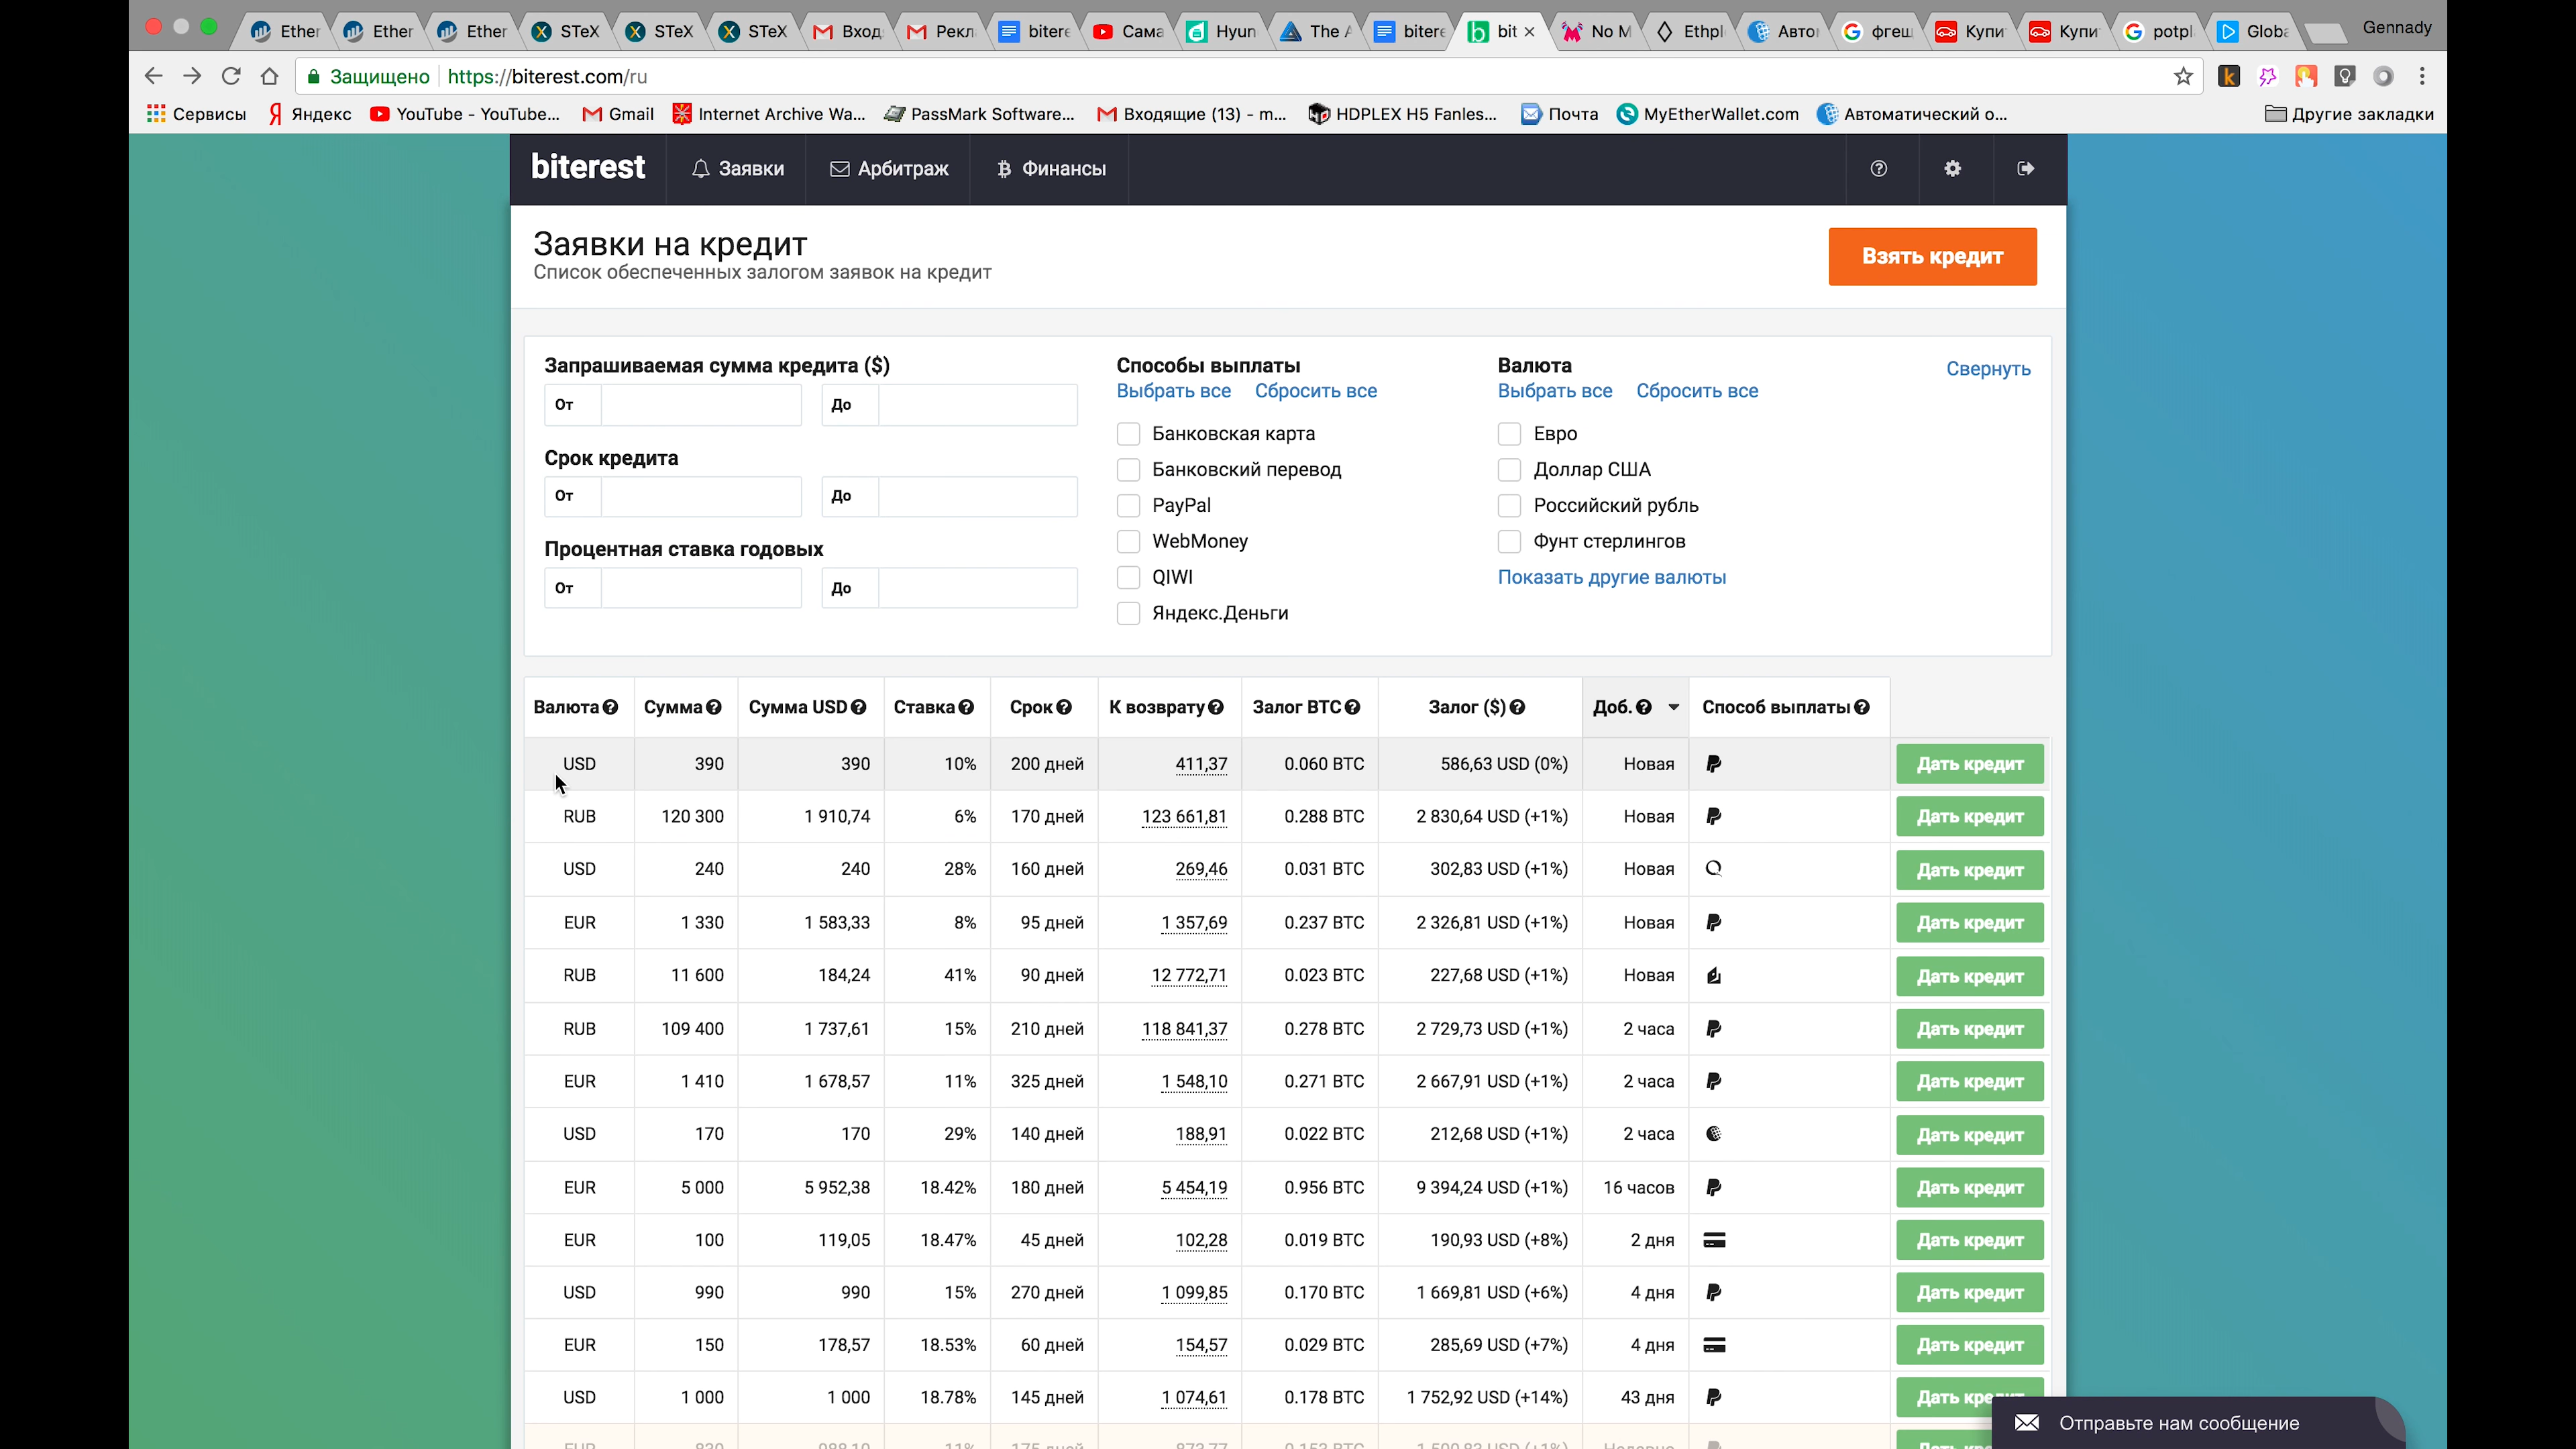 Ether Ether Ether STeX STeX STeX Вход Рекл bitere Сама Hyun The A bitere bit No M Ethpl Авто фгеш Купи Купи potpl Globa Gennady
Защищено https://biterest.com/ru
Сервисы Яндекс YouTube - YouTube... Gmail Internet Archive Wa... PassMark Software... Входящие (13) - m... HDPLEX H5 Fanles... Почта MyEtherWallet.com Автоматический о... Другие закладки
biterest Заявки Арбитраж Финансы
Заявки на кредит
Список обеспеченных залогом заявок на кредит
Взять кредит
Запрашиваемая сумма кредита ($)
От До
Срок кредита
От До
Процентная ставка годовых
От До
Способы выплаты
Выбрать все Сбросить все
Банковская карта
Банковский перевод
PayPal
WebMoney
QIWI
Яндекс.Деньги
Валюта
Выбрать все Сбросить все
Евро
Доллар США
Российский рубль
Фунт стерлингов
Показать другие валюты
Свернуть
Валюта Сумма Сумма USD Ставка Срок К возврату Залог BTC Залог ($) Доб. Способ выплаты
USD 390 390 10% 200 дней 411,37 0.060 BTC 586,63 USD (0%) Новая Дать кредит
RUB 120 300 1 910,74 6% 170 дней 123 661,81 0.288 BTC 2 830,64 USD (+1%) Новая Дать кредит
USD 240 240 28% 160 дней 269,46 0.031 BTC 302,83 USD (+1%) Новая Дать кредит
EUR 1 330 1 583,33 8% 95 дней 1 357,69 0.237 BTC 2 326,81 USD (+1%) Новая Дать кредит
RUB 11 600 184,24 41% 90 дней 12 772,71 0.023 BTC 227,68 USD (+1%) Новая Дать кредит
RUB 109 400 1 737,61 15% 210 дней 118 841,37 0.278 BTC 2 729,73 USD (+1%) 2 часа Дать кредит
EUR 1 410 1 678,57 11% 325 дней 1 548,10 0.271 BTC 2 667,91 USD (+1%) 2 часа Дать кредит
USD 170 170 29% 140 дней 188,91 0.022 BTC 212,68 USD (+1%) 2 часа Дать кредит
EUR 5 000 5 952,38 18.42% 180 дней 5 454,19 0.956 BTC 9 394,24 USD (+1%) 16 часов Дать кредит
EUR 100 119,05 18.47% 45 дней 102,28 0.019 BTC 190,93 USD (+8%) 2 дня Дать кредит
USD 990 990 15% 270 дней 1 099,85 0.170 BTC 1 669,81 USD (+6%) 4 дня Дать кредит
EUR 150 178,57 18.53% 60 дней 154,57 0.029 BTC 285,69 USD (+7%) 4 дня Дать кредит
USD 1 000 1 000 18.78% 145 дней 1 074,61 0.178 BTC 1 752,92 USD (+14%) 43 дня Дать кре
Отправьте нам сообщение